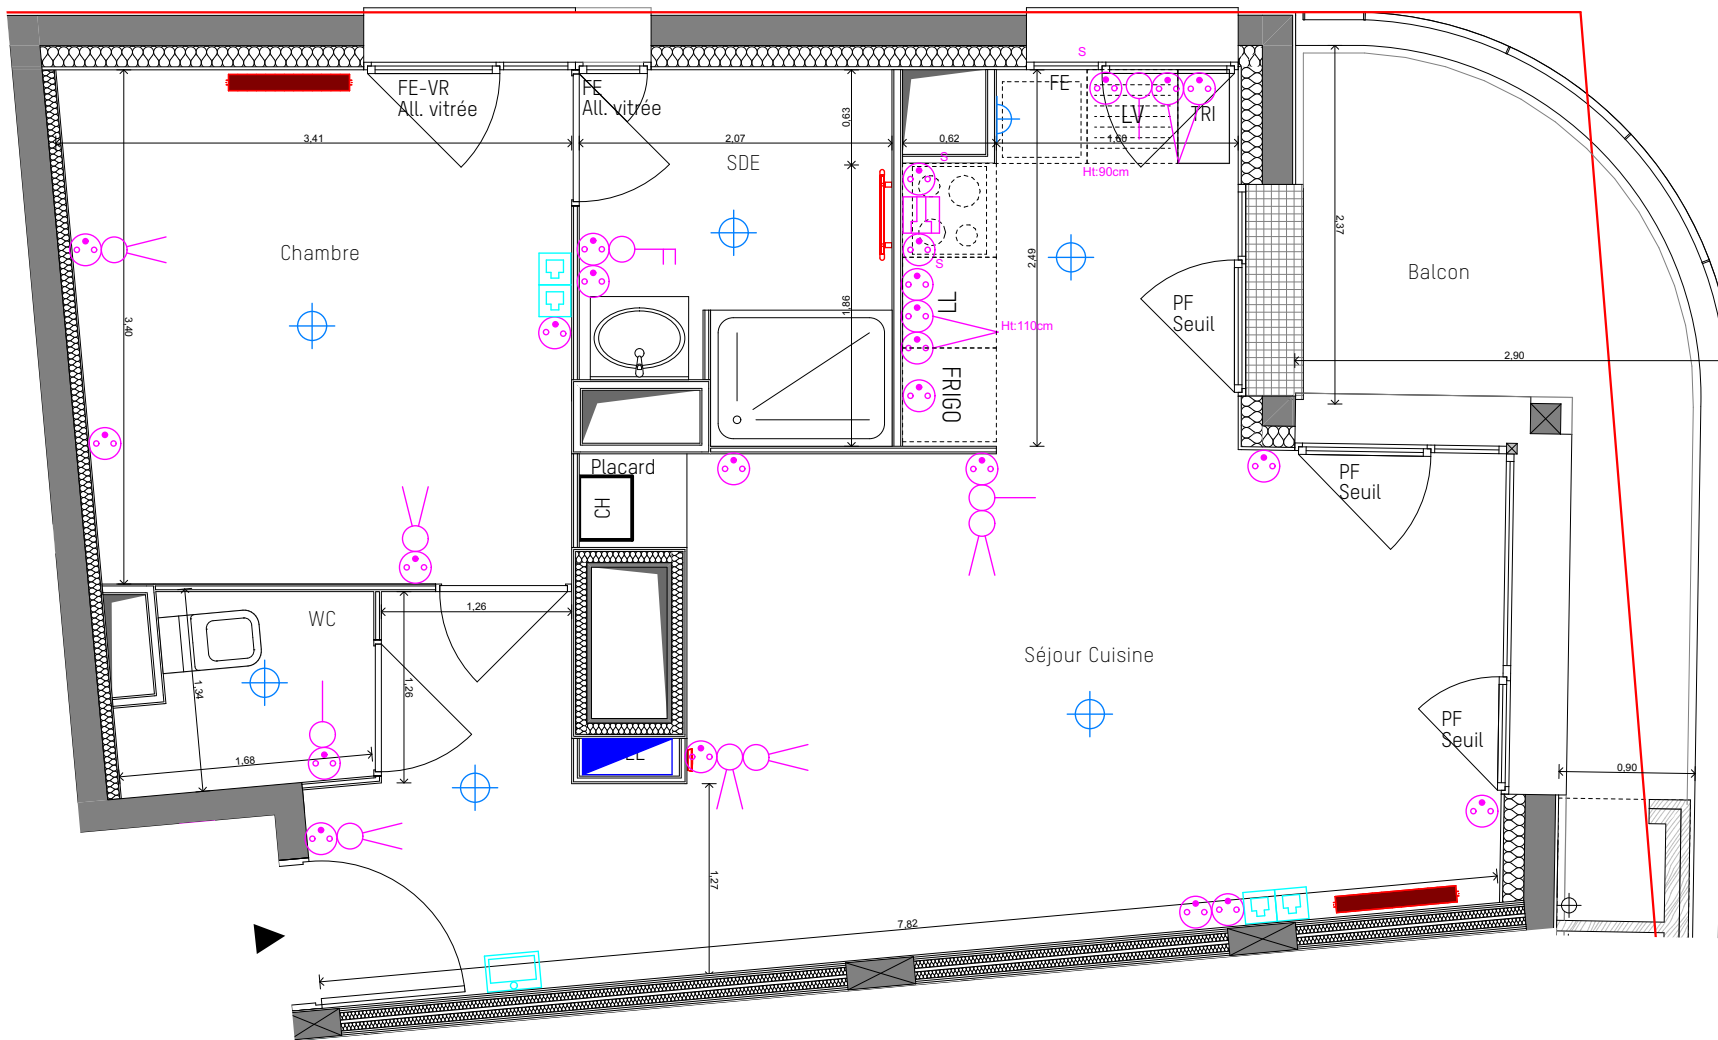 S
FE-VR
All. vitrée
FE
All. vitrée
FE
LV
TRI
3,41
2,07
0,63
0,62
1,60
SDE
S
Ht:90cm
2,37
2,49
Chambre
Balcon
S
LL
1,86
Ht:110cm
PF
Seuil
3,40
2,90
FRIGO
Placard
CH
PF
Seuil
1,26
WC
Séjour Cuisine
1,34
1,26
PF
Seuil
1,68
0,90
1,27
7,82